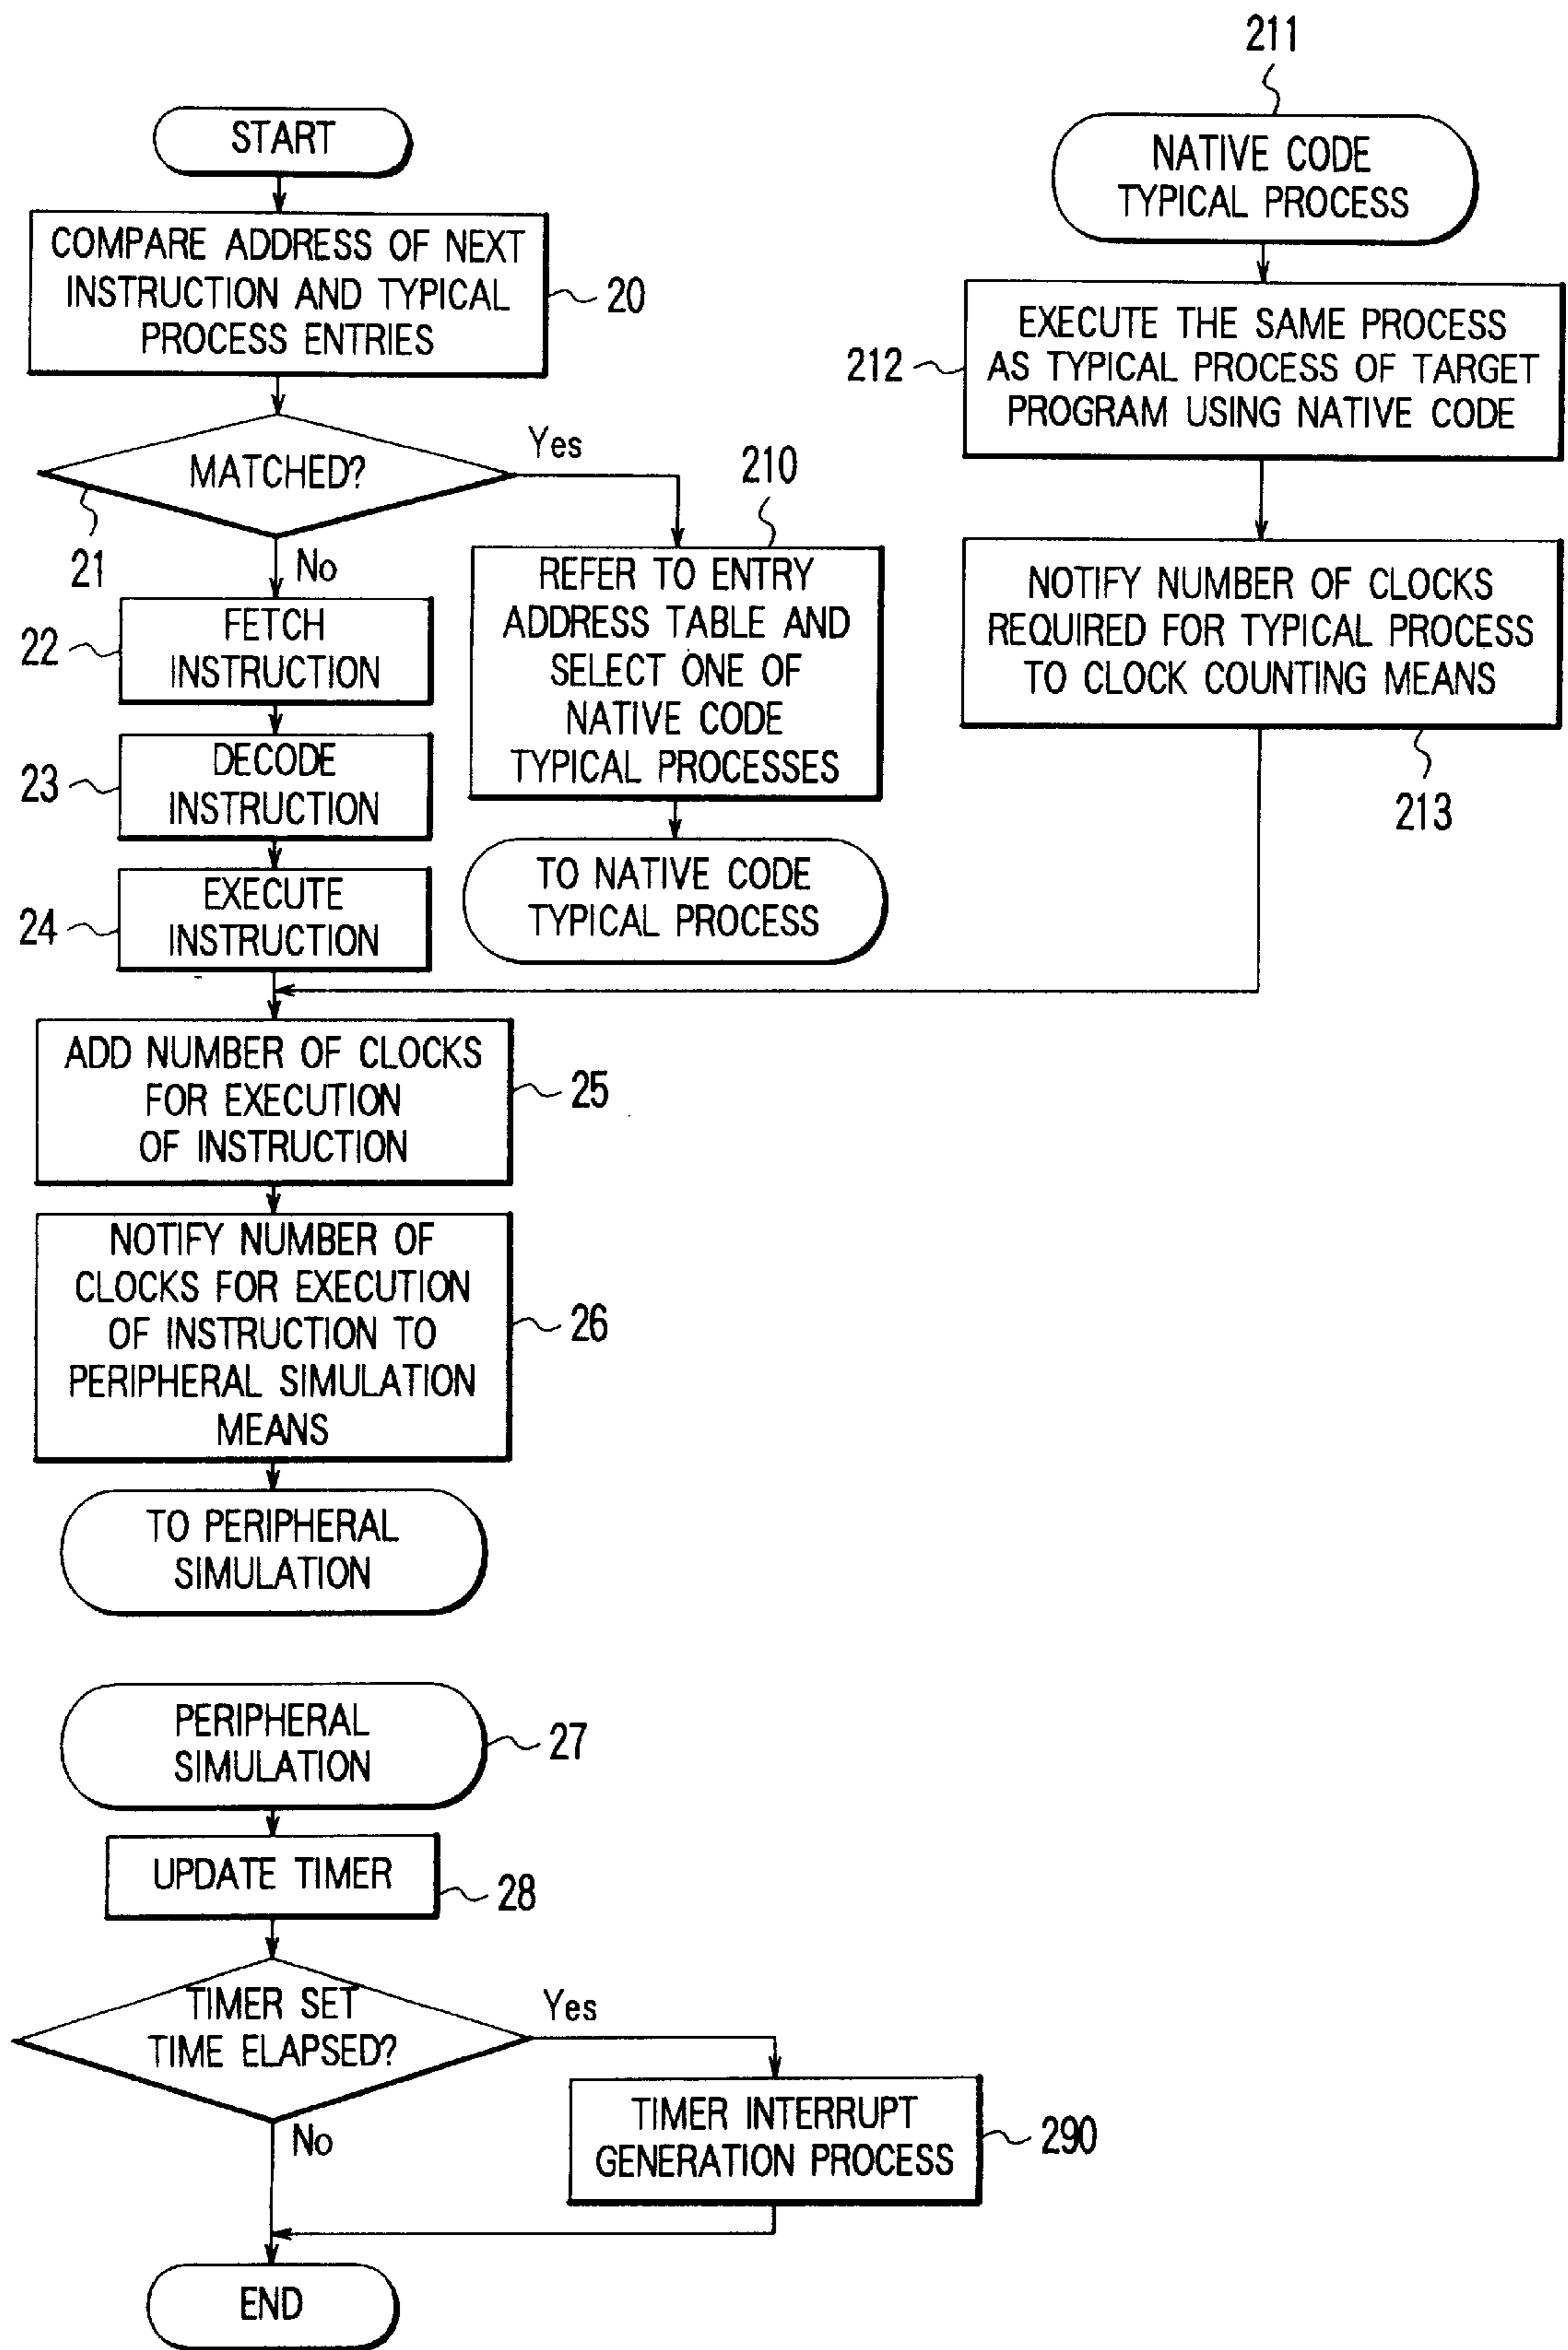 START
COMPARE ADDRESS OF NEXT
INSTRUCTION AND TYPICAL
PROCESS ENTRIES
20
MATCHED?
Yes
21
No
FETCH
INSTRUCTION
22
DECODE
INSTRUCTION
23
EXECUTE
INSTRUCTION
24
210
REFER TO ENTRY
ADDRESS TABLE AND
SELECT ONE OF
NATIVE CODE
TYPICAL PROCESSES
TO NATIVE CODE
TYPICAL PROCESS
211
NATIVE CODE
TYPICAL PROCESS
EXECUTE THE SAME PROCESS
AS TYPICAL PROCESS OF TARGET
PROGRAM USING NATIVE CODE
212
NOTIFY NUMBER OF CLOCKS
REQUIRED FOR TYPICAL PROCESS
TO CLOCK COUNTING MEANS
213
ADD NUMBER OF CLOCKS
FOR EXECUTION
OF INSTRUCTION
25
NOTIFY NUMBER OF
CLOCKS FOR EXECUTION
OF INSTRUCTION TO
PERIPHERAL SIMULATION
MEANS
26
TO PERIPHERAL
SIMULATION
PERIPHERAL
SIMULATION
27
UPDATE TIMER
28
TIMER SET
TIME ELAPSED?
Yes
No
TIMER INTERRUPT
GENERATION PROCESS
290
END